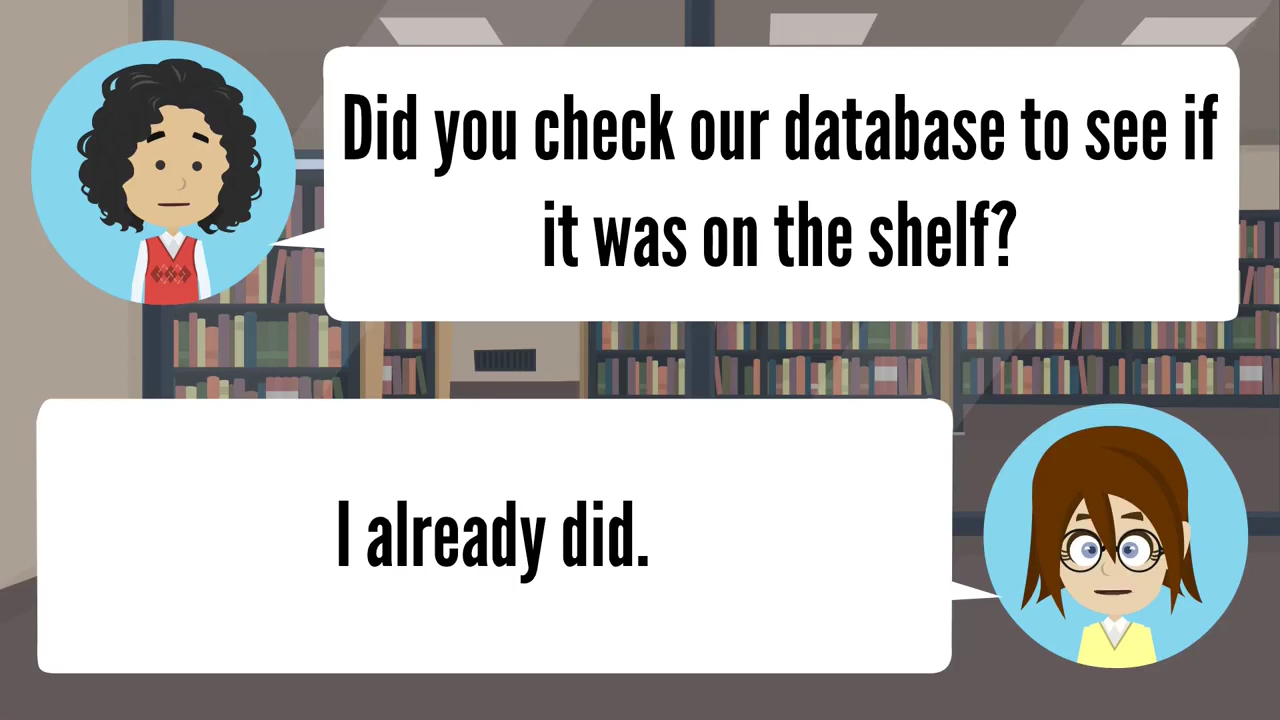 Did you check our database to see if
it was on the shelf?
I already did.